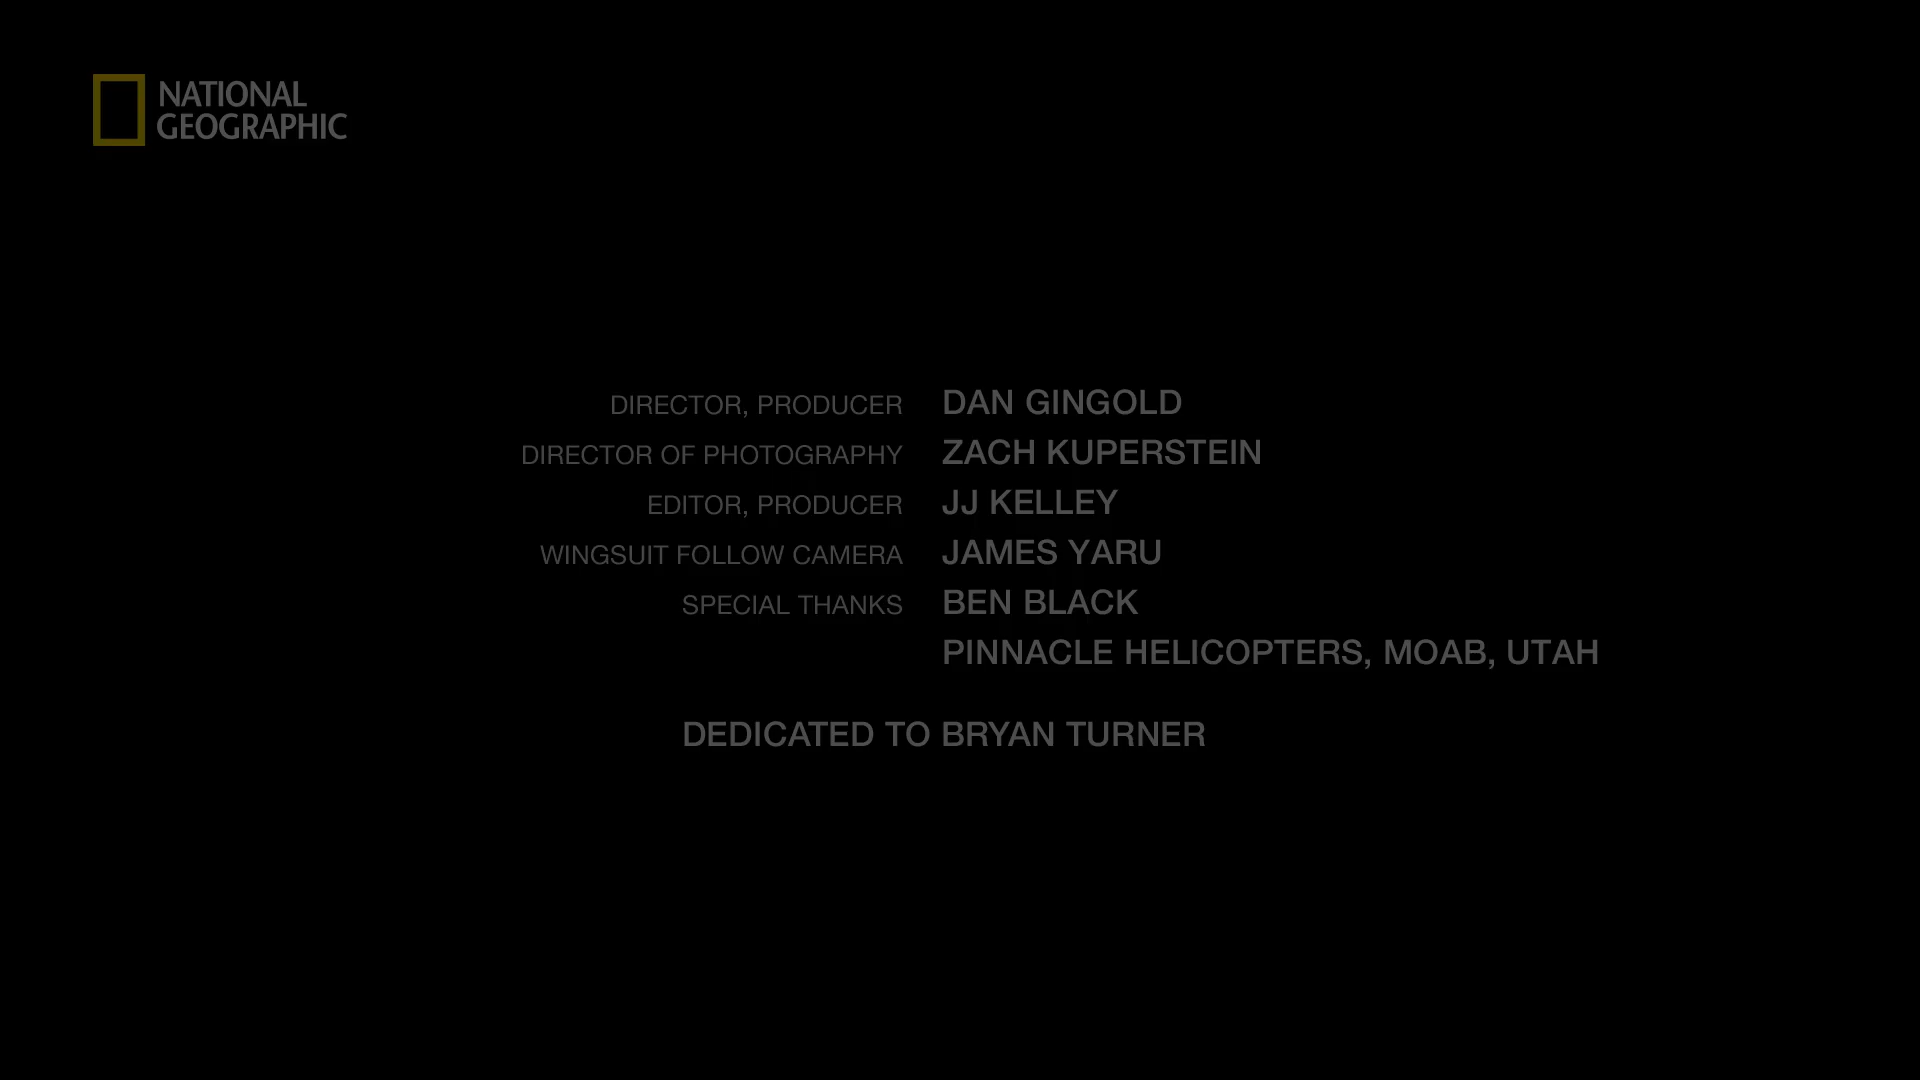 NATIONAL
GEOGRAPHIC
DIRECTOR, PRODUCER DAN GINGOLD
DIRECTOR OF PHOTOGRAPHY ZACH KUPERSTEIN
EDITOR, PRODUCER JJ KELLEY
WINGSUIT FOLLOW CAMERA JAMES YARU
SPECIAL THANKS BEN BLACK
PINNACLE HELICOPTERS, MOAB, UTAH
DEDICATED TO BRYAN TURNER